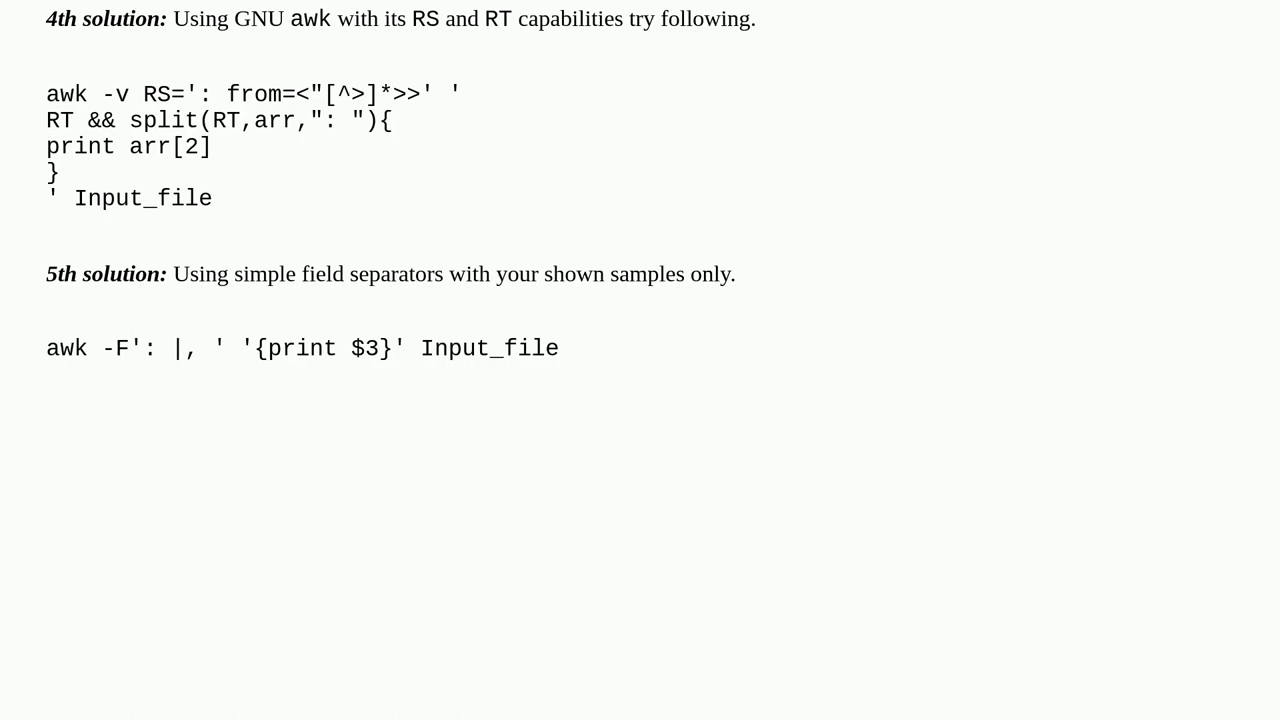 4th solution: Using GNU awk with its RS and RT capabilities try following.
awk -v RS=': from=<"[^>]*>>' '
RT && split(RT,arr,": "){
print arr[2]
}
' Input_file
5th solution: Using simple field separators with your shown samples only.
awk -F': |, ' '{print $3}' Input_file